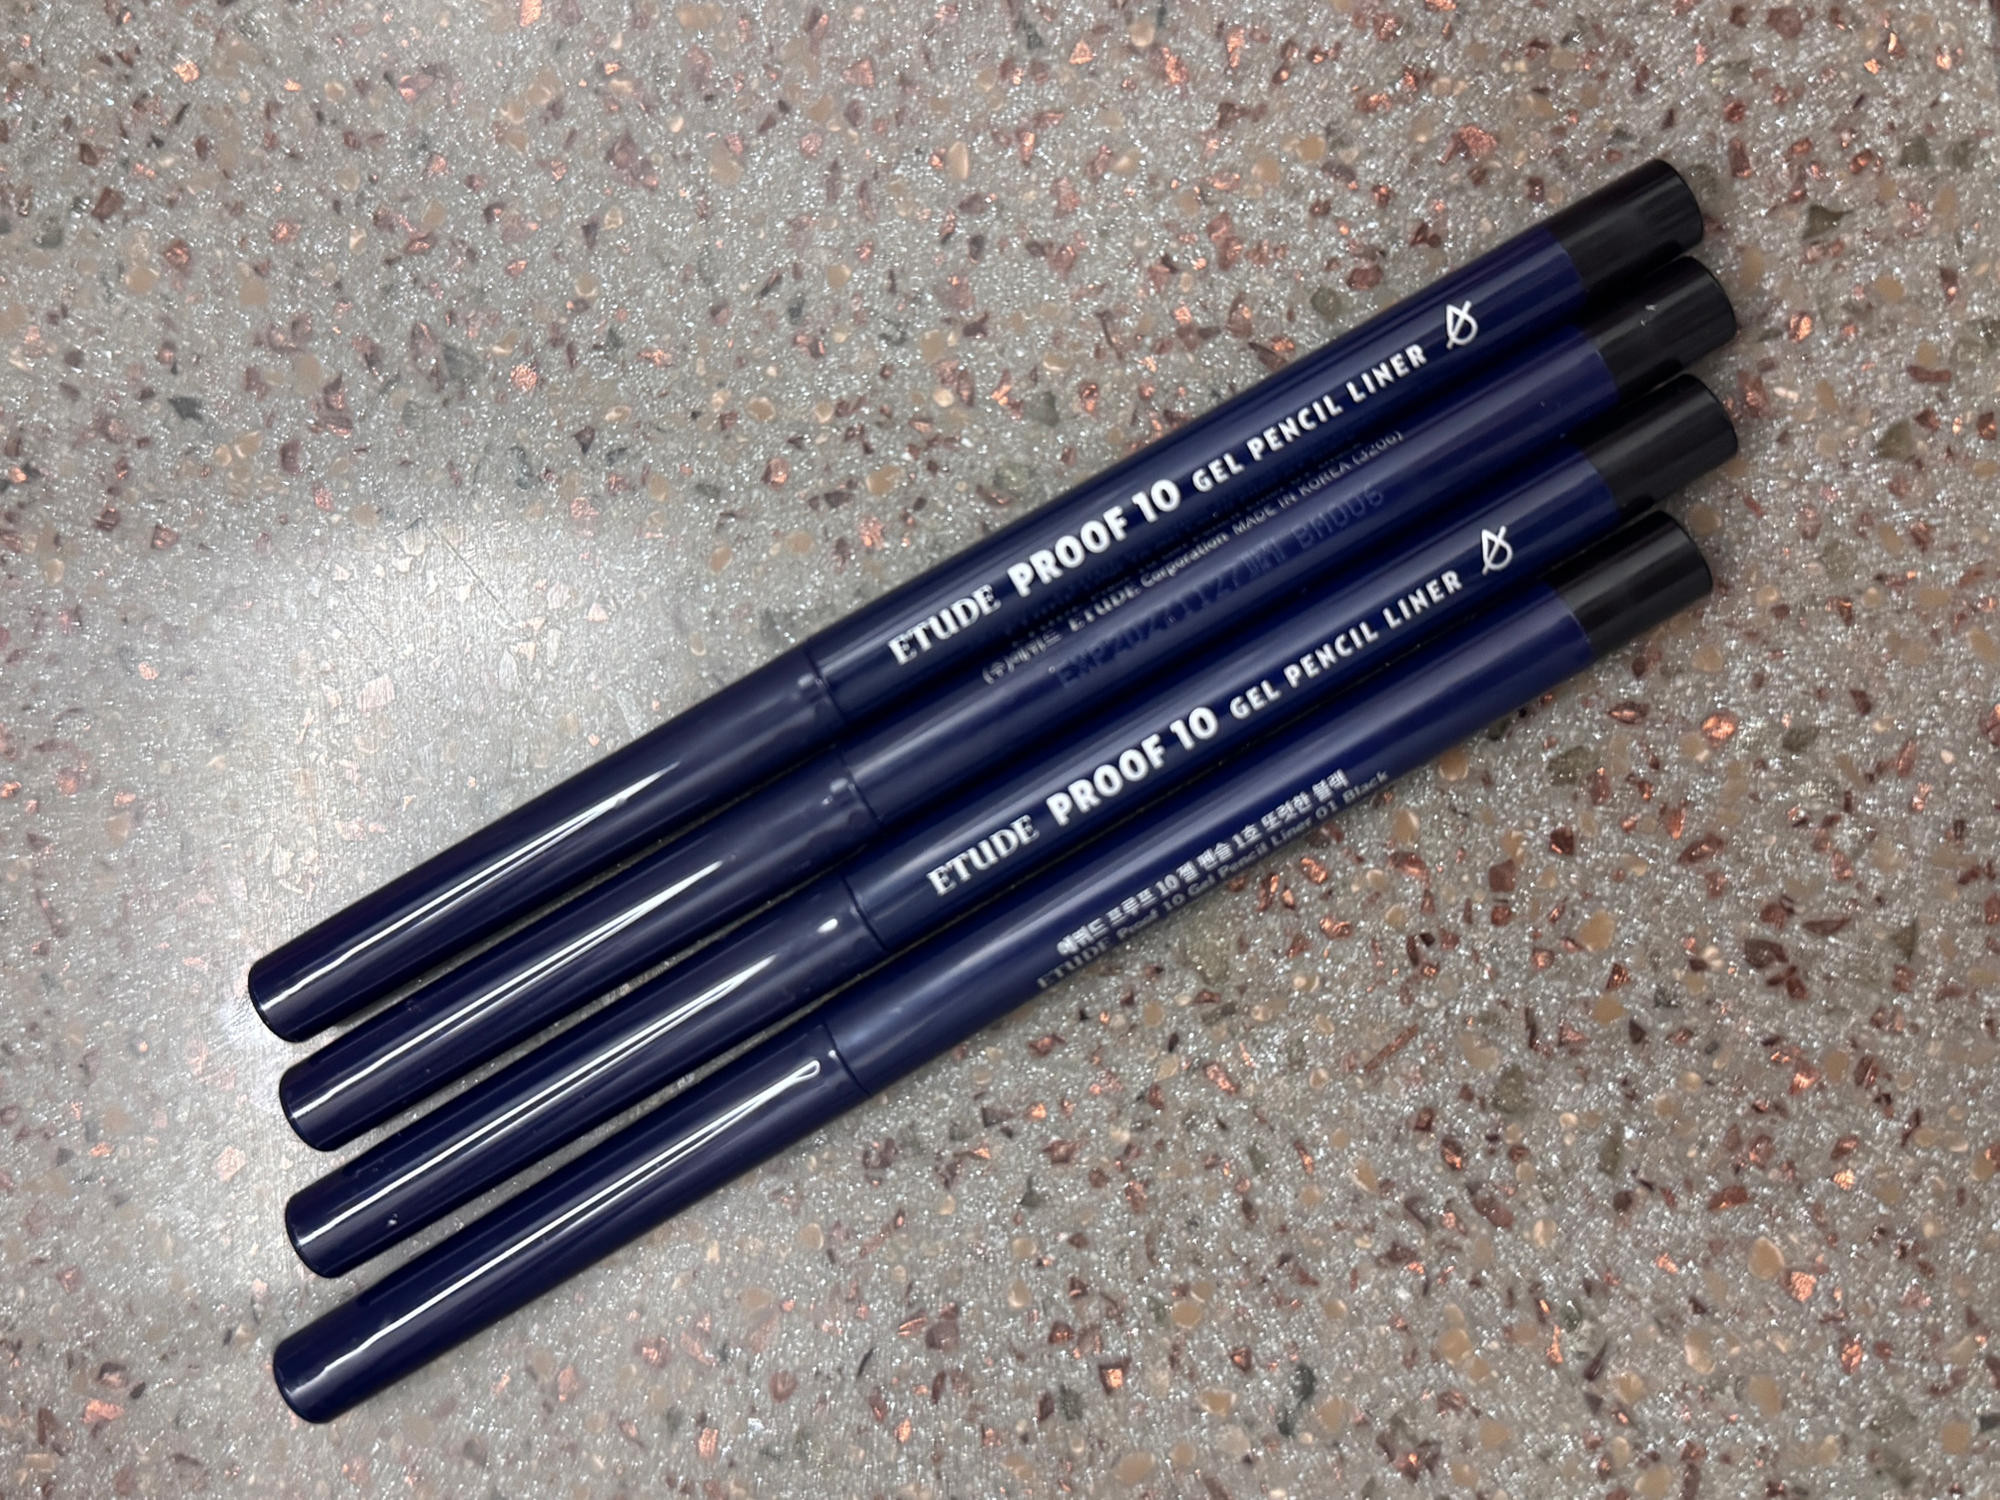 ETUDE PROOF 10 GEL PENCIL LINER
(주)에뛰드 ETUDE Corporation MADE IN KOREA (3206)
ETUDE PROOF 10 GEL PENCIL LINER
에뛰드 프루프 10 젤 펜슬 1호 또렷한 블랙
ETUDE Proof 10 Gel Pencil Liner 01 Black